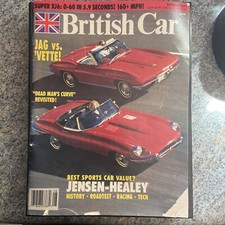 SUPER XJ6: 0-60 IN 5.9 SECONDS! 160+ MPH!
British Car
JAG vs.
'VETTE!
"DEAD MAN'S CURVE"
REVISITED!
BEST SPORTS CAR VALUE?
JENSEN-HEALEY
HISTORY · ROADTEST · RACING · TECH